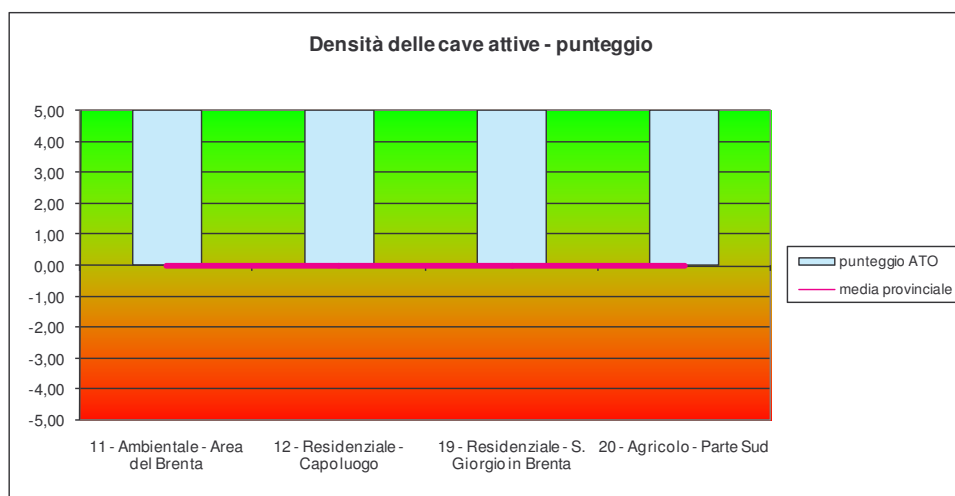 Densità delle cave attive - punteggio
5,00
4,00
3,00
2,00
1,00
0,00
-1,00
-2,00
-3,00
-4,00
-5,00
11 - Ambientale - Area
del Brenta
12 - Residenziale -
Capoluogo
19 - Residenziale - S.
Giorgio in Brenta
20 - Agricolo - Parte Sud
punteggio ATO
media provinciale